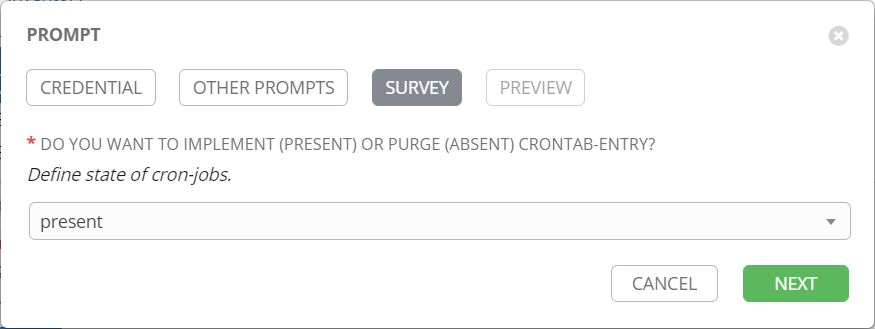 PROMPT
CREDENTIAL OTHER PROMPTS SURVEY PREVIEW
* DO YOU WANT TO IMPLEMENT (PRESENT) OR PURGE (ABSENT) CRONTAB-ENTRY?
Define state of cron-jobs.
present
CANCEL NEXT